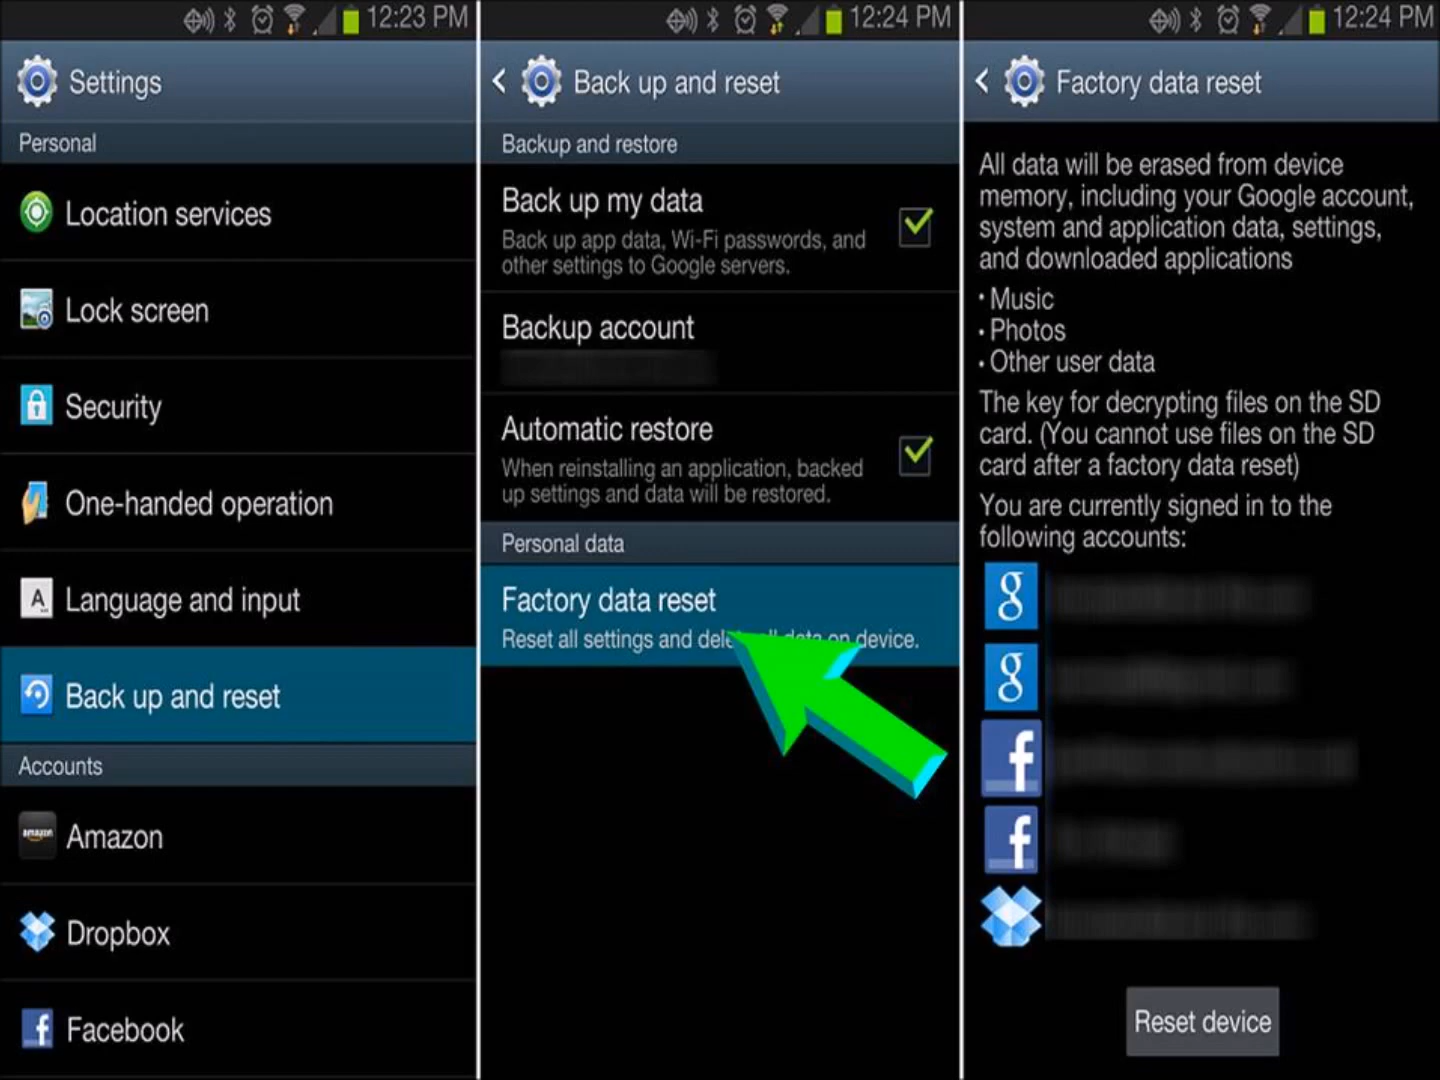 12:23 PM
Settings
Personal
Location services
Lock screen
Security
One-handed operation
A
Language and input
Back up and reset
Accounts
amazon
Amazon
Dropbox
f
Facebook
12:24 PM
Back up and reset
Backup and restore
Back up my data
Back up app data, Wi-Fi passwords, and
other settings to Google servers.
Backup account
Automatic restore
When reinstalling an application, backed
up settings and data will be restored.
Personal data
Factory data reset
Reset all settings and data on device.
12:24 PM
Factory data reset
All data will be erased from device
memory, including your Google account,
system and application data, settings,
and downloaded applications
• Music
• Photos
• Other user data
The key for decrypting files on the SD
card. (You cannot use files on the SD
card after a factory data reset)
You are currently signed in to the
following accounts:
g
g
f
f
Reset device